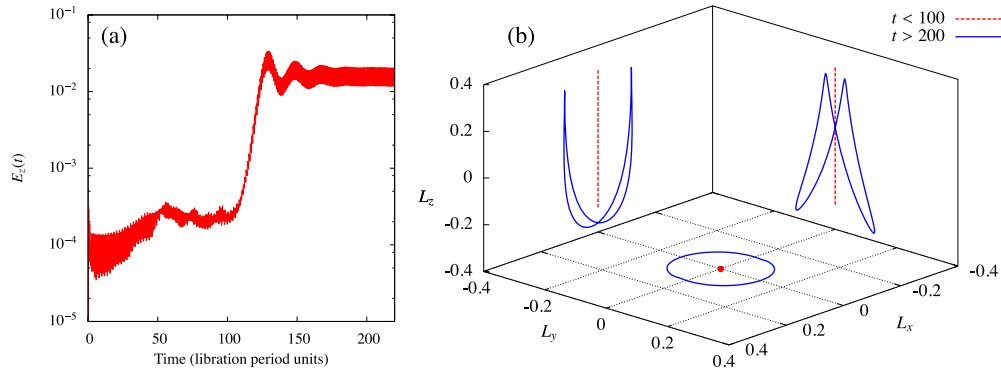 (a)
10⁻¹
10⁻²
10⁻³
10⁻⁴
10⁻⁵
E_z(t)
0 50 100 150 200
Time (libration period units)
(b)
t < 100
t > 200
0.4
0.2
0
-0.2
-0.4
L_z
-0.4 -0.2 0 0.2 0.4
L_y
0.4 0.2 0 -0.2 -0.4
L_x